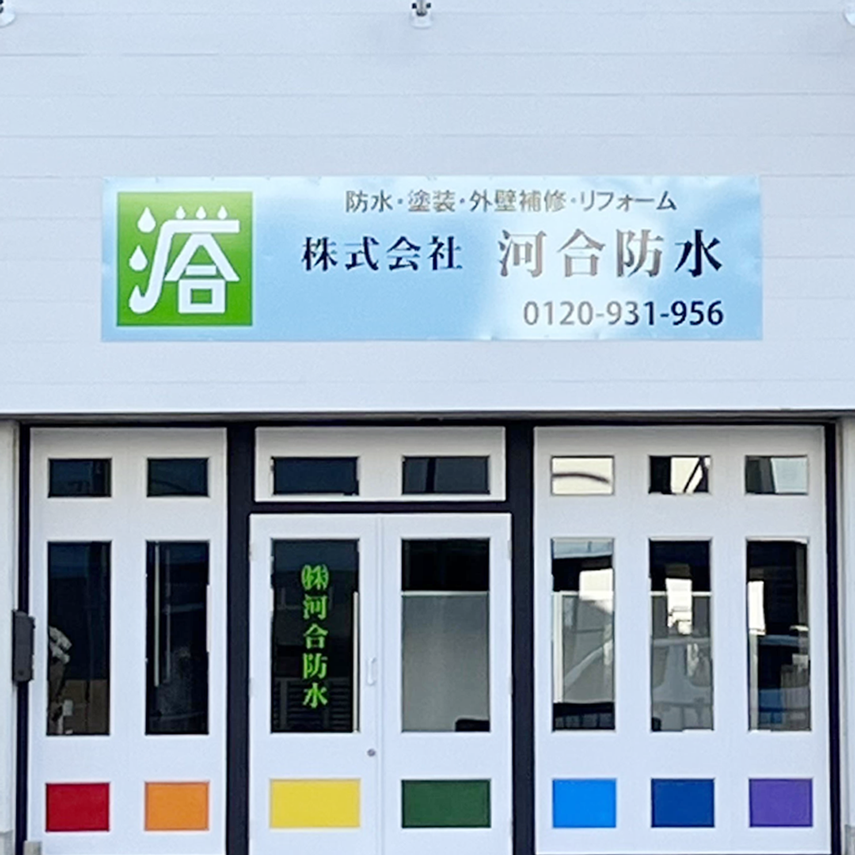 防水・塗装・外壁補修・リフォーム
株式会社 河合防水
0120-931-956
㈱河合防水